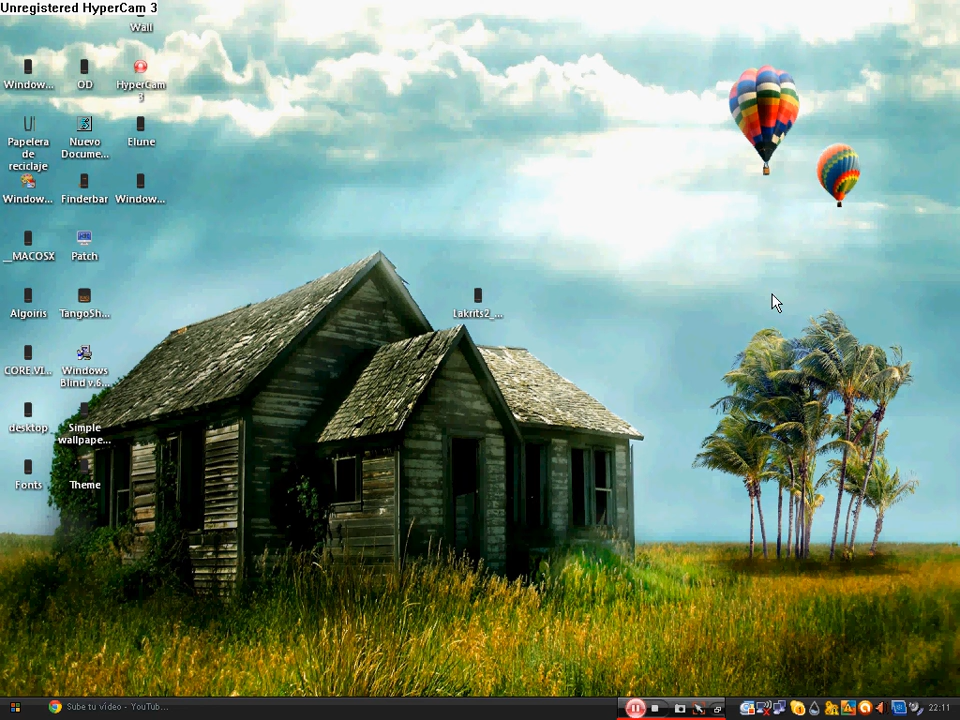 Unregistered HyperCam 3
Wall
Window...
OD
HyperCam
3
Papelera
de
reciclaje
Nuevo
Docume...
Elune
Window...
Finderbar
Window...
__MACOSX
Patch
Algoiris
TangoSh...
Lakrits2_...
CORE.VI...
Windows
Blind v.6...
desktop
Simple
wallpape...
Fonts
Theme
Sube tu vídeo - YouTub...
22:11